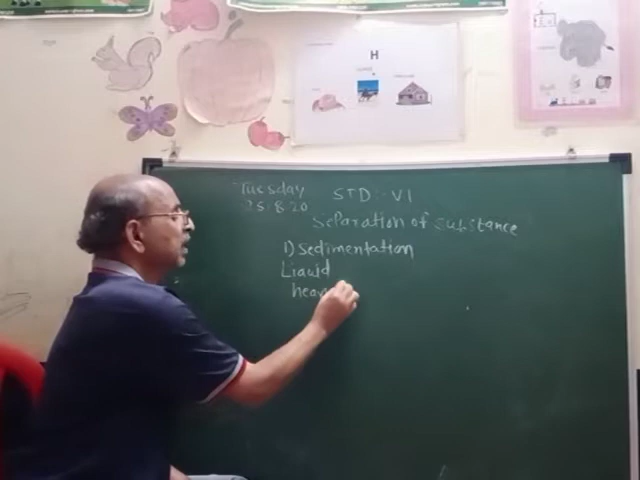 H
Tuesday STD:- VI
25.8.20
Separation of substance
1) Sedimentation
Liquid